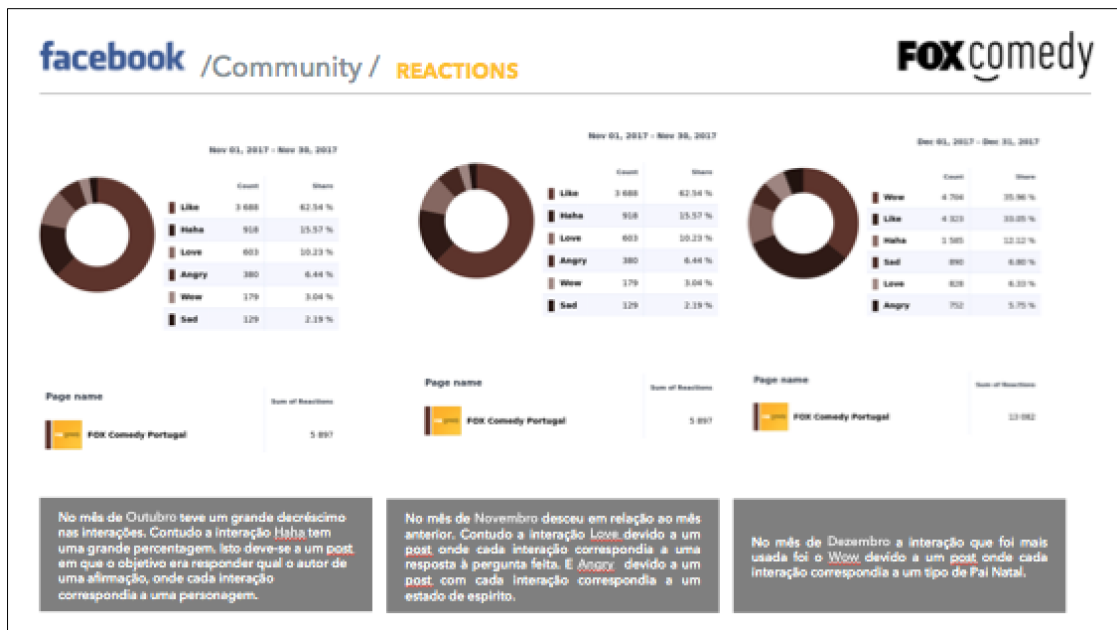 facebook /Community / REACTIONS
FOX comedy
Nov 01, 2017 - Nov 30, 2017
Count Share
Like 3 688 62.54 %
Haha 918 15.57 %
Love 603 10.23 %
Angry 380 6.44 %
Wow 179 3.04 %
Sad 129 2.19 %
Page name
Sum of Reactions
FOX Comedy Portugal 5 897
Nov 01, 2017 - Nov 30, 2017
Count Share
Like 3 688 62.54 %
Haha 918 15.57 %
Love 603 10.23 %
Angry 380 6.44 %
Wow 179 3.04 %
Sad 129 2.19 %
Page name
Sum of Reactions
FOX Comedy Portugal 5 897
Dec 01, 2017 - Dec 31, 2017
Count Share
Wow 4 704 35.96 %
Like 4 323 33.05 %
Haha 1 585 12.12 %
Sad 890 6.80 %
Love 828 6.33 %
Angry 752 5.75 %
Page name
Sum of Reactions
FOX Comedy Portugal 13 082
No mês de Outubro teve um grande decréscimo
nas interações. Contudo a interação Haha tem
uma grande percentagem. Isto deve-se a um post
em que o objetivo era responder qual o autor de
uma afirmação, onde cada interação
correspondia a uma personagem.
No mês de Novembro desceu em relação ao mês
anterior. Contudo a interação Love devido a um
post onde cada interação correspondia a uma
resposta à pergunta feita. E Angry devido a um
post com cada interação correspondia a um
estado de espirito.
No mês de Dezembro a interação que foi mais
usada foi o Wow devido a um post onde cada
interação correspondia a um tipo de Pai Natal.